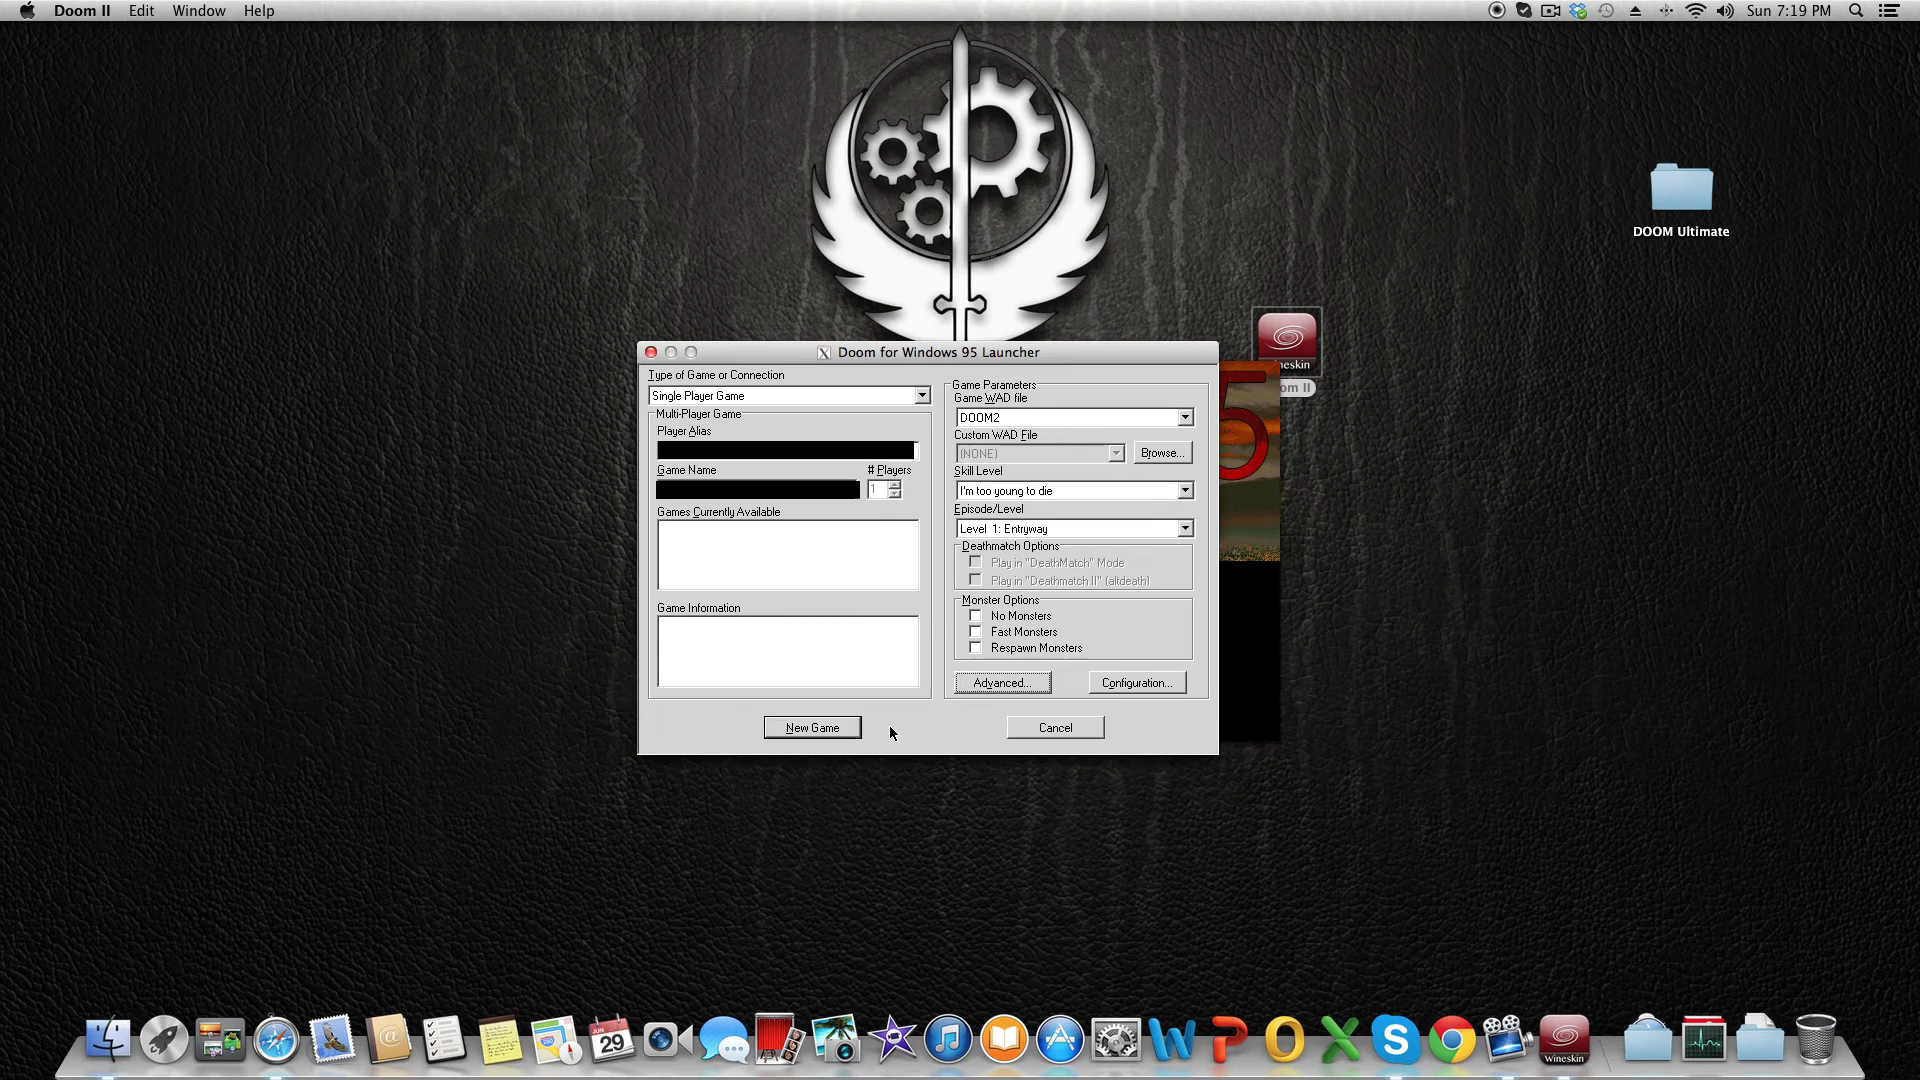 Doom II Edit Window Help
Sun 7:19 PM
DOOM Ultimate
Doom for Windows 95 Launcher
Type of Game or Connection
Single Player Game
Multi-Player Game
Player Alias
Game Name
# Players
1
Games Currently Available
Game Information
New Game
Game Parameters
Game WAD file
DOOM2
Custom WAD File
(NONE)
Browse...
Skill Level
I'm too young to die
Episode/Level
Level 1: Entryway
Deathmatch Options
Play in "DeathMatch" Mode
Play in "Deathmatch II" (altdeath)
Monster Options
No Monsters
Fast Monsters
Respawn Monsters
Advanced...
Configuration...
Cancel
5
II
JUN
29
Wineskin